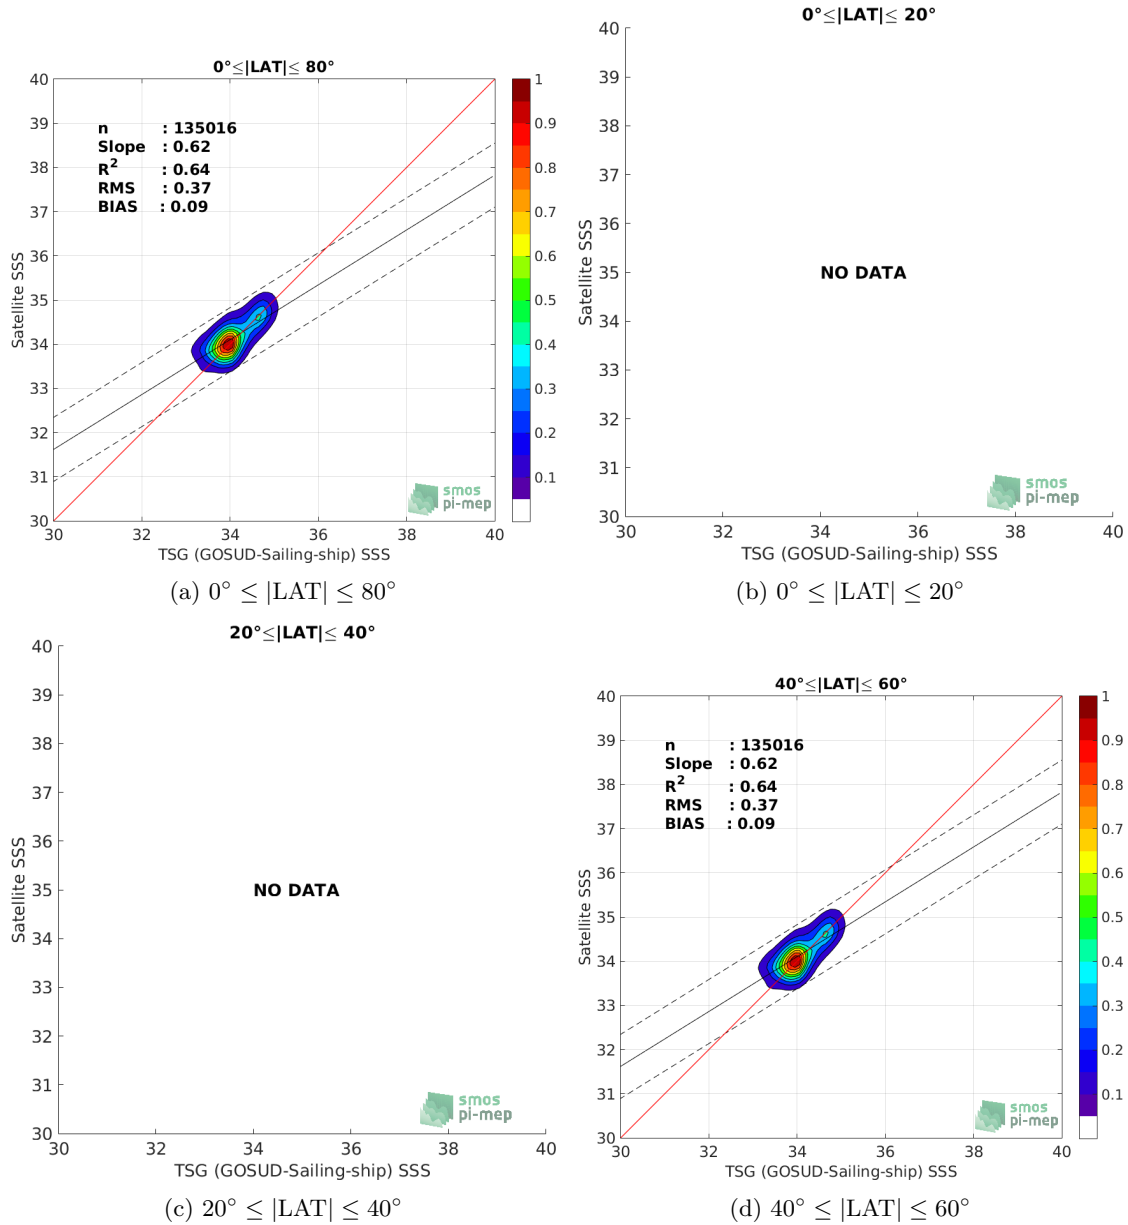 0°≤|LAT|≤ 80°
40
39
38
37
36
35
34
33
32
31
30
Satellite SSS
n : 135016
Slope : 0.62
R2 : 0.64
RMS : 0.37
BIAS : 0.09
1
0.9
0.8
0.7
0.6
0.5
0.4
0.3
0.2
0.1
smos
pi-mep
30 32 34 36 38 40
TSG (GOSUD-Sailing-ship) SSS
(a) 0° ≤ |LAT| ≤ 80°
0°≤|LAT|≤ 20°
40
39
38
37
36
35
34
33
32
31
30
Satellite SSS
NO DATA
smos
pi-mep
30 32 34 36 38 40
TSG (GOSUD-Sailing-ship) SSS
(b) 0° ≤ |LAT| ≤ 20°
20°≤|LAT|≤ 40°
40
39
38
37
36
35
34
33
32
31
30
Satellite SSS
NO DATA
smos
pi-mep
30 32 34 36 38 40
TSG (GOSUD-Sailing-ship) SSS
(c) 20° ≤ |LAT| ≤ 40°
40°≤|LAT|≤ 60°
40
39
38
37
36
35
34
33
32
31
30
Satellite SSS
n : 135016
Slope : 0.62
R2 : 0.64
RMS : 0.37
BIAS : 0.09
1
0.9
0.8
0.7
0.6
0.5
0.4
0.3
0.2
0.1
smos
pi-mep
30 32 34 36 38 40
TSG (GOSUD-Sailing-ship) SSS
(d) 40° ≤ |LAT| ≤ 60°